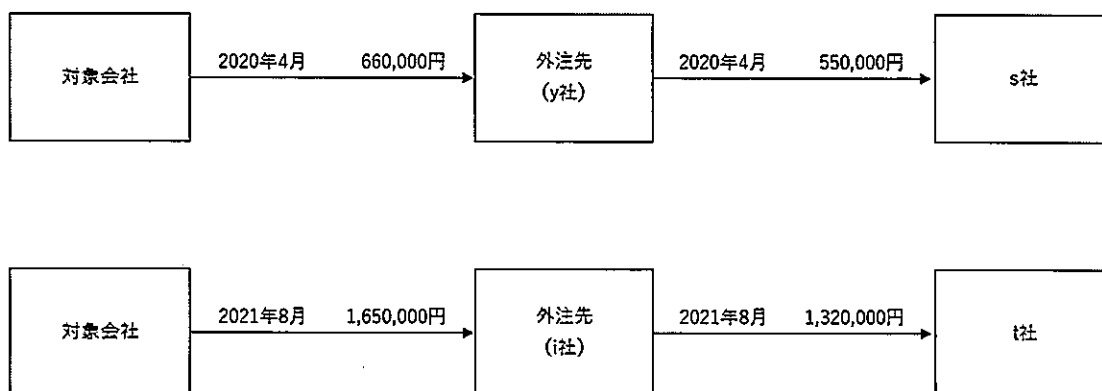 対象会社
2020年4月 660,000円
外注先
(y社)
2020年4月 550,000円
s社
対象会社
2021年8月 1,650,000円
外注先
(i社)
2021年8月 1,320,000円
t社